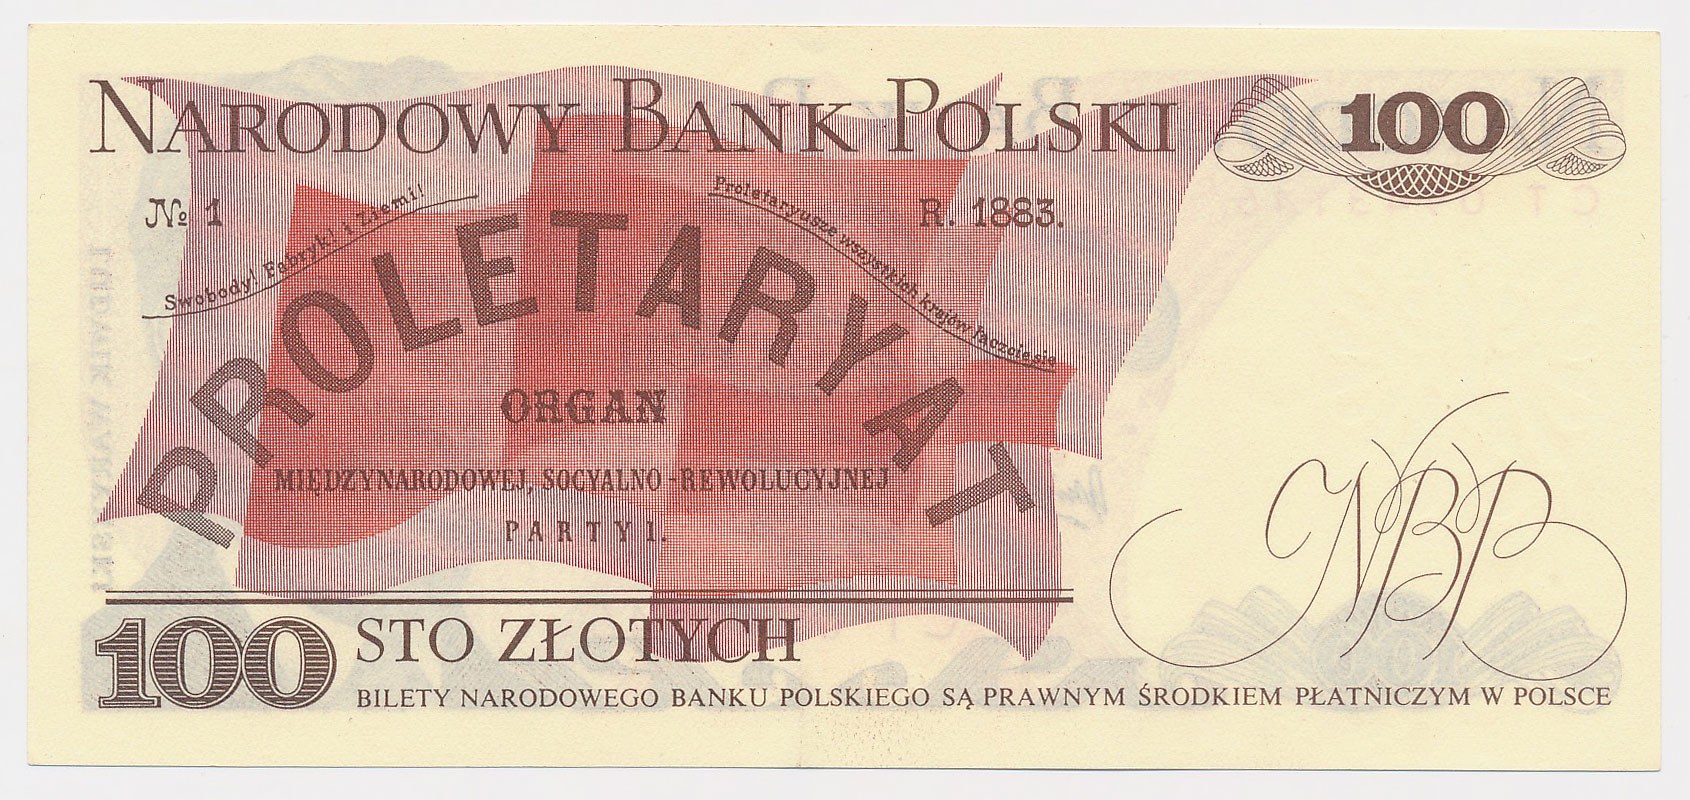 NARODOWY BANK POLSKI
100
№ 1
Swobody! Fabryk! i Ziemi!
Proletaryusze wszystkich krajów łączcie się
R. 1883.
PROLETARYAT
ORGAN
MIĘDZYNARODOWEJ, SOCYALNO-REWOLUCYJNEJ
PARTYI.
NBP
100
STO ZŁOTYCH
BILETY NARODOWEGO BANKU POLSKIEGO SĄ PRAWNYM ŚRODKIEM PŁATNICZYM W POLSCE